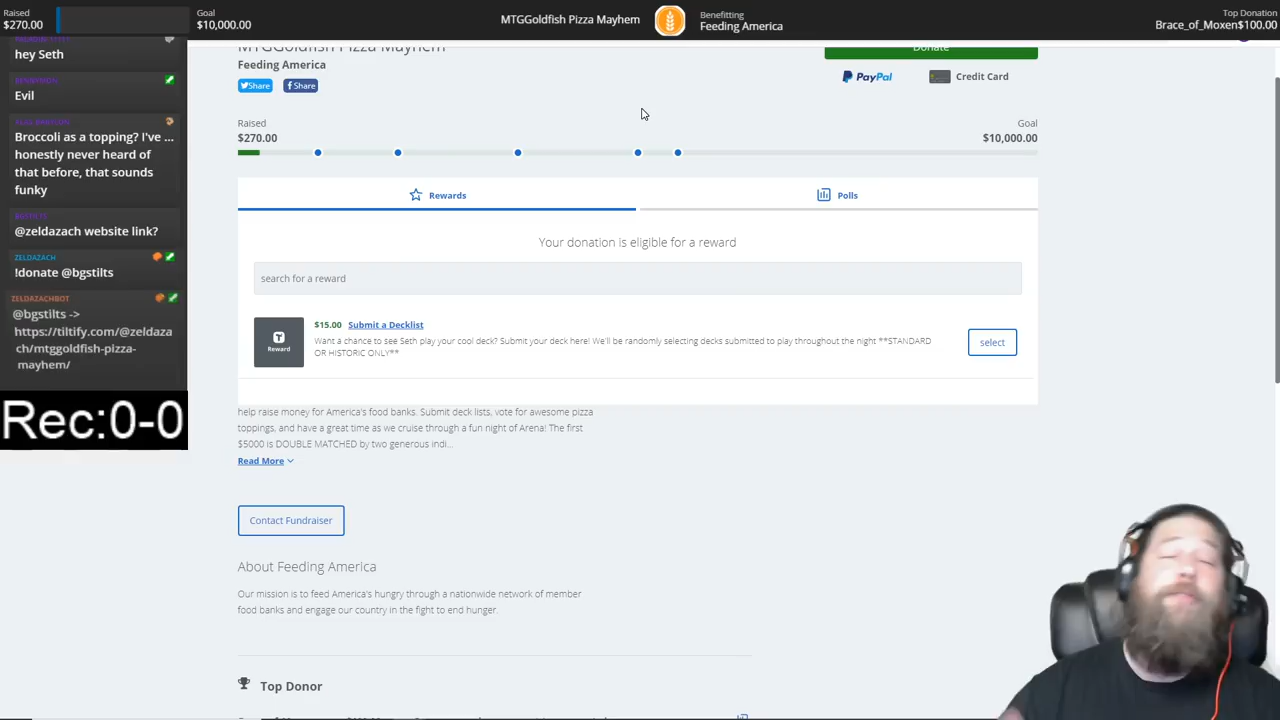 Raised
$270.00
Goal
$10,000.00
MTGGoldfish Pizza Mayhem
Benefitting
Feeding America
Top Donation
Brace_of_Moxen$100.00
hey Seth
Evil
Broccoli as a topping? I've ...
honestly never heard of
that before, that sounds
funky
BGSTILTS
@zeldazach website link?
ZELDAZACH
!donate @bgstilts
ZELDAZACHBOT
@bgstilts ->
https://tiltify.com/@zeldaza
ch/mtggoldfish-pizza-
mayhem/
Rec:0-0
MTGGoldfish Pizza Mayhem
Feeding America
Share
Share
Donate
PayPal
Credit Card
Raised
$270.00
Goal
$10,000.00
Rewards
Polls
Your donation is eligible for a reward
search for a reward
Reward
$15.00 Submit a Decklist
Want a chance to see Seth play your cool deck? Submit your deck here! We'll be randomly selecting decks submitted to play throughout the night **STANDARD
OR HISTORIC ONLY**
select
help raise money for America's food banks. Submit deck lists, vote for awesome pizza
toppings, and have a great time as we cruise through a fun night of Arena! The first
$5000 is DOUBLE MATCHED by two generous indi...
Read More
Contact Fundraiser
About Feeding America
Our mission is to feed America's hungry through a nationwide network of member
food banks and engage our country in the fight to end hunger.
Top Donor